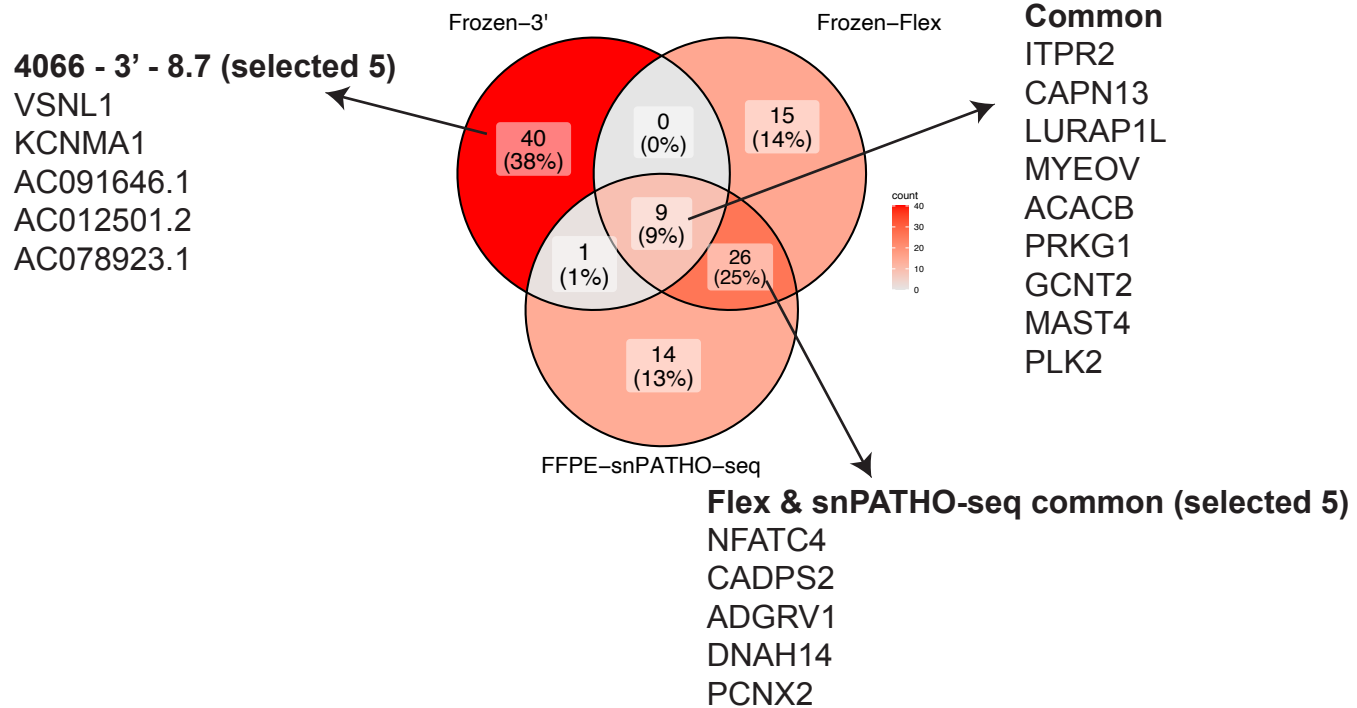 Frozen−3'
Frozen−Flex
Common
ITPR2
CAPN13
LURAP1L
MYEOV
ACACB
PRKG1
GCNT2
MAST4
PLK2
4066 - 3’ - 8.7 (selected 5)
VSNL1
KCNMA1
AC091646.1
AC012501.2
AC078923.1
40
(38%)
0
(0%)
15
(14%)
9
(9%)
1
(1%)
26
(25%)
14
(13%)
count
40
30
20
10
0
FFPE−snPATHO−seq
Flex & snPATHO-seq common (selected 5)
NFATC4
CADPS2
ADGRV1
DNAH14
PCNX2